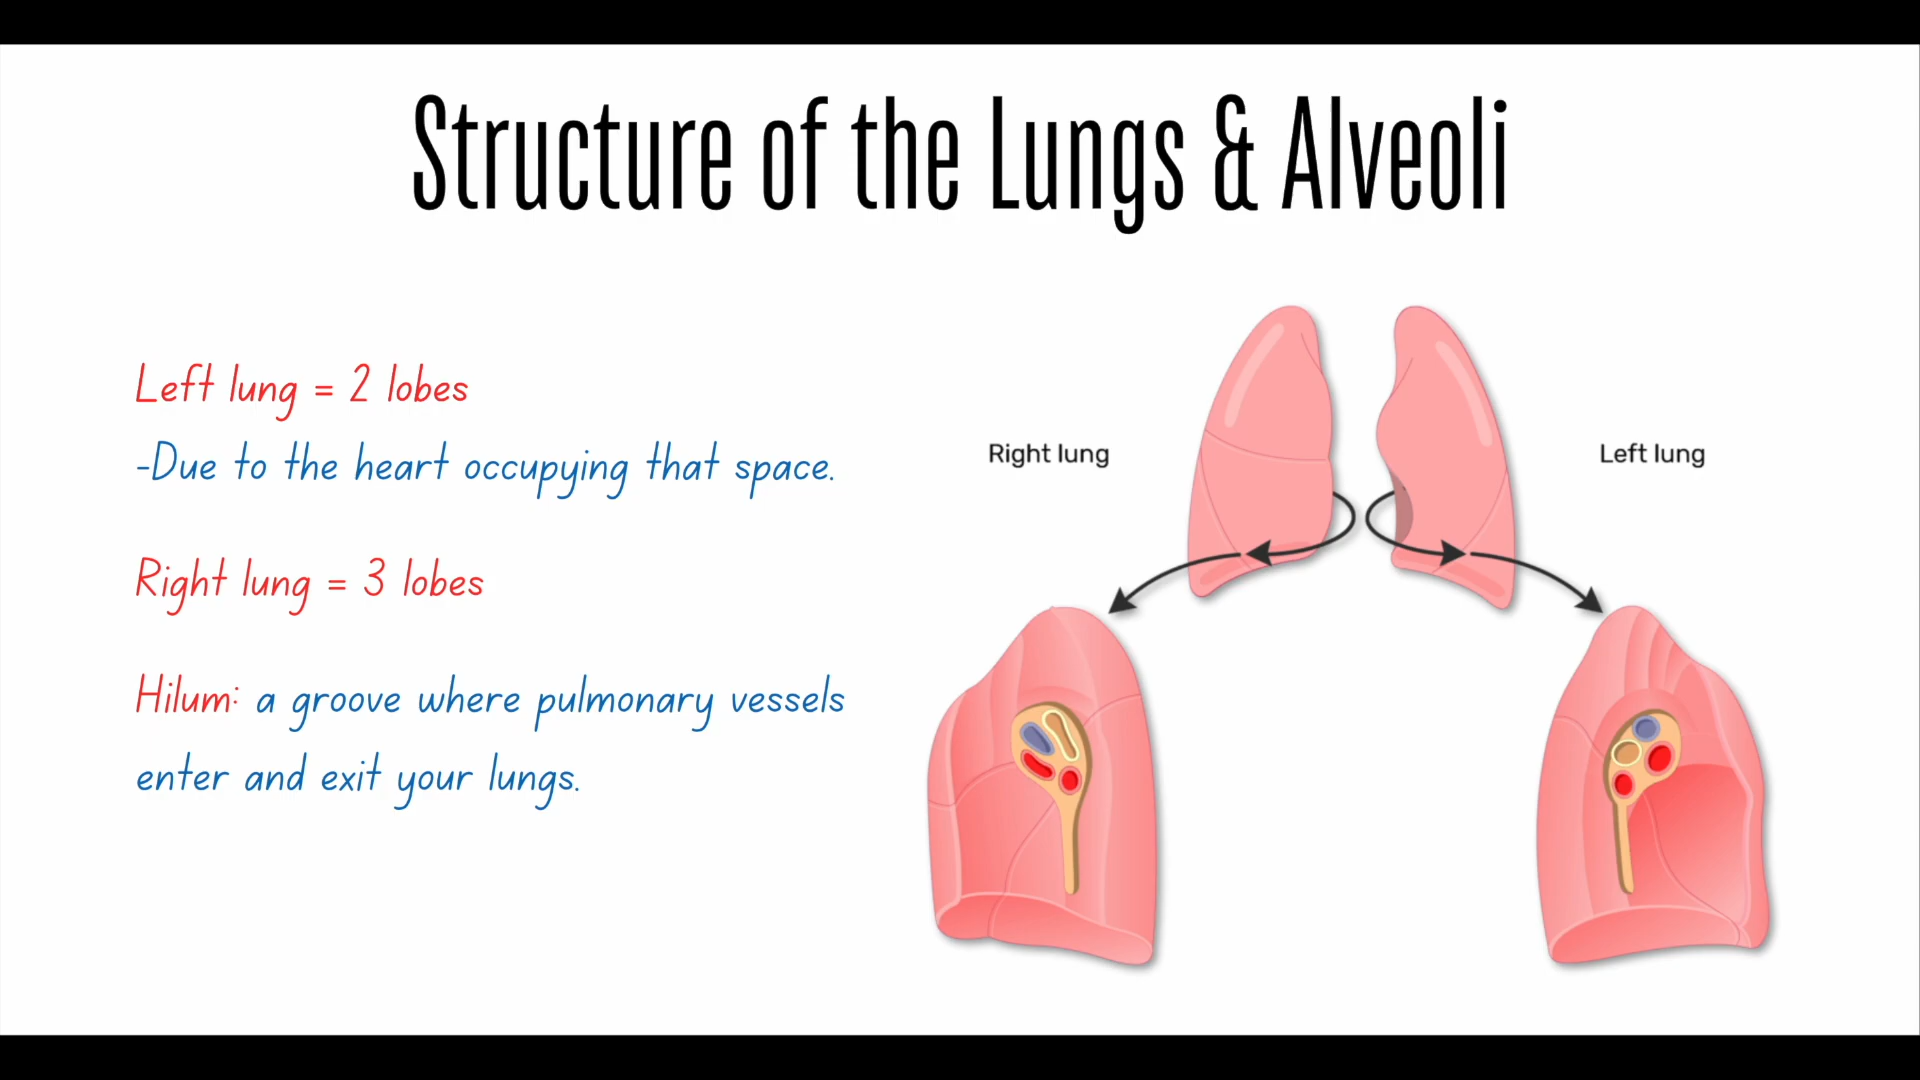 Structure of the Lungs & Alveoli
Left lung = 2 lobes
-Due to the heart occupying that space.
Right lung = 3 lobes
Hilum: a groove where pulmonary vessels
enter and exit your lungs.
Right lung
Left lung